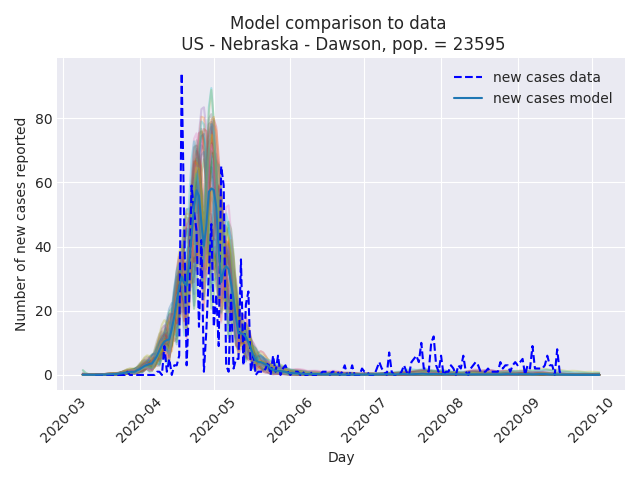 Model comparison to data
US - Nebraska - Dawson, pop. = 23595
new cases data
new cases model
Number of new cases reported
80
60
40
20
0
2020-03
2020-04
2020-05
2020-06
2020-07
2020-08
2020-09
2020-10
Day